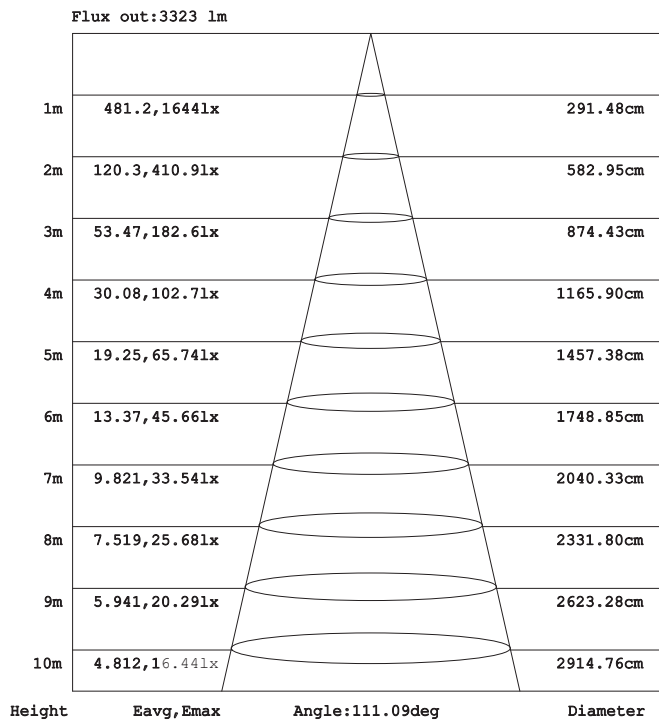 Flux out:3323 lm
1m 481.2,1644lx 291.48cm
2m 120.3,410.9lx 582.95cm
3m 53.47,182.6lx 874.43cm
4m 30.08,102.7lx 1165.90cm
5m 19.25,65.74lx 1457.38cm
6m 13.37,45.66lx 1748.85cm
7m 9.821,33.54lx 2040.33cm
8m 7.519,25.68lx 2331.80cm
9m 5.941,20.29lx 2623.28cm
10m 4.812,16.44lx 2914.76cm
Height Eavg,Emax Angle:111.09deg Diameter